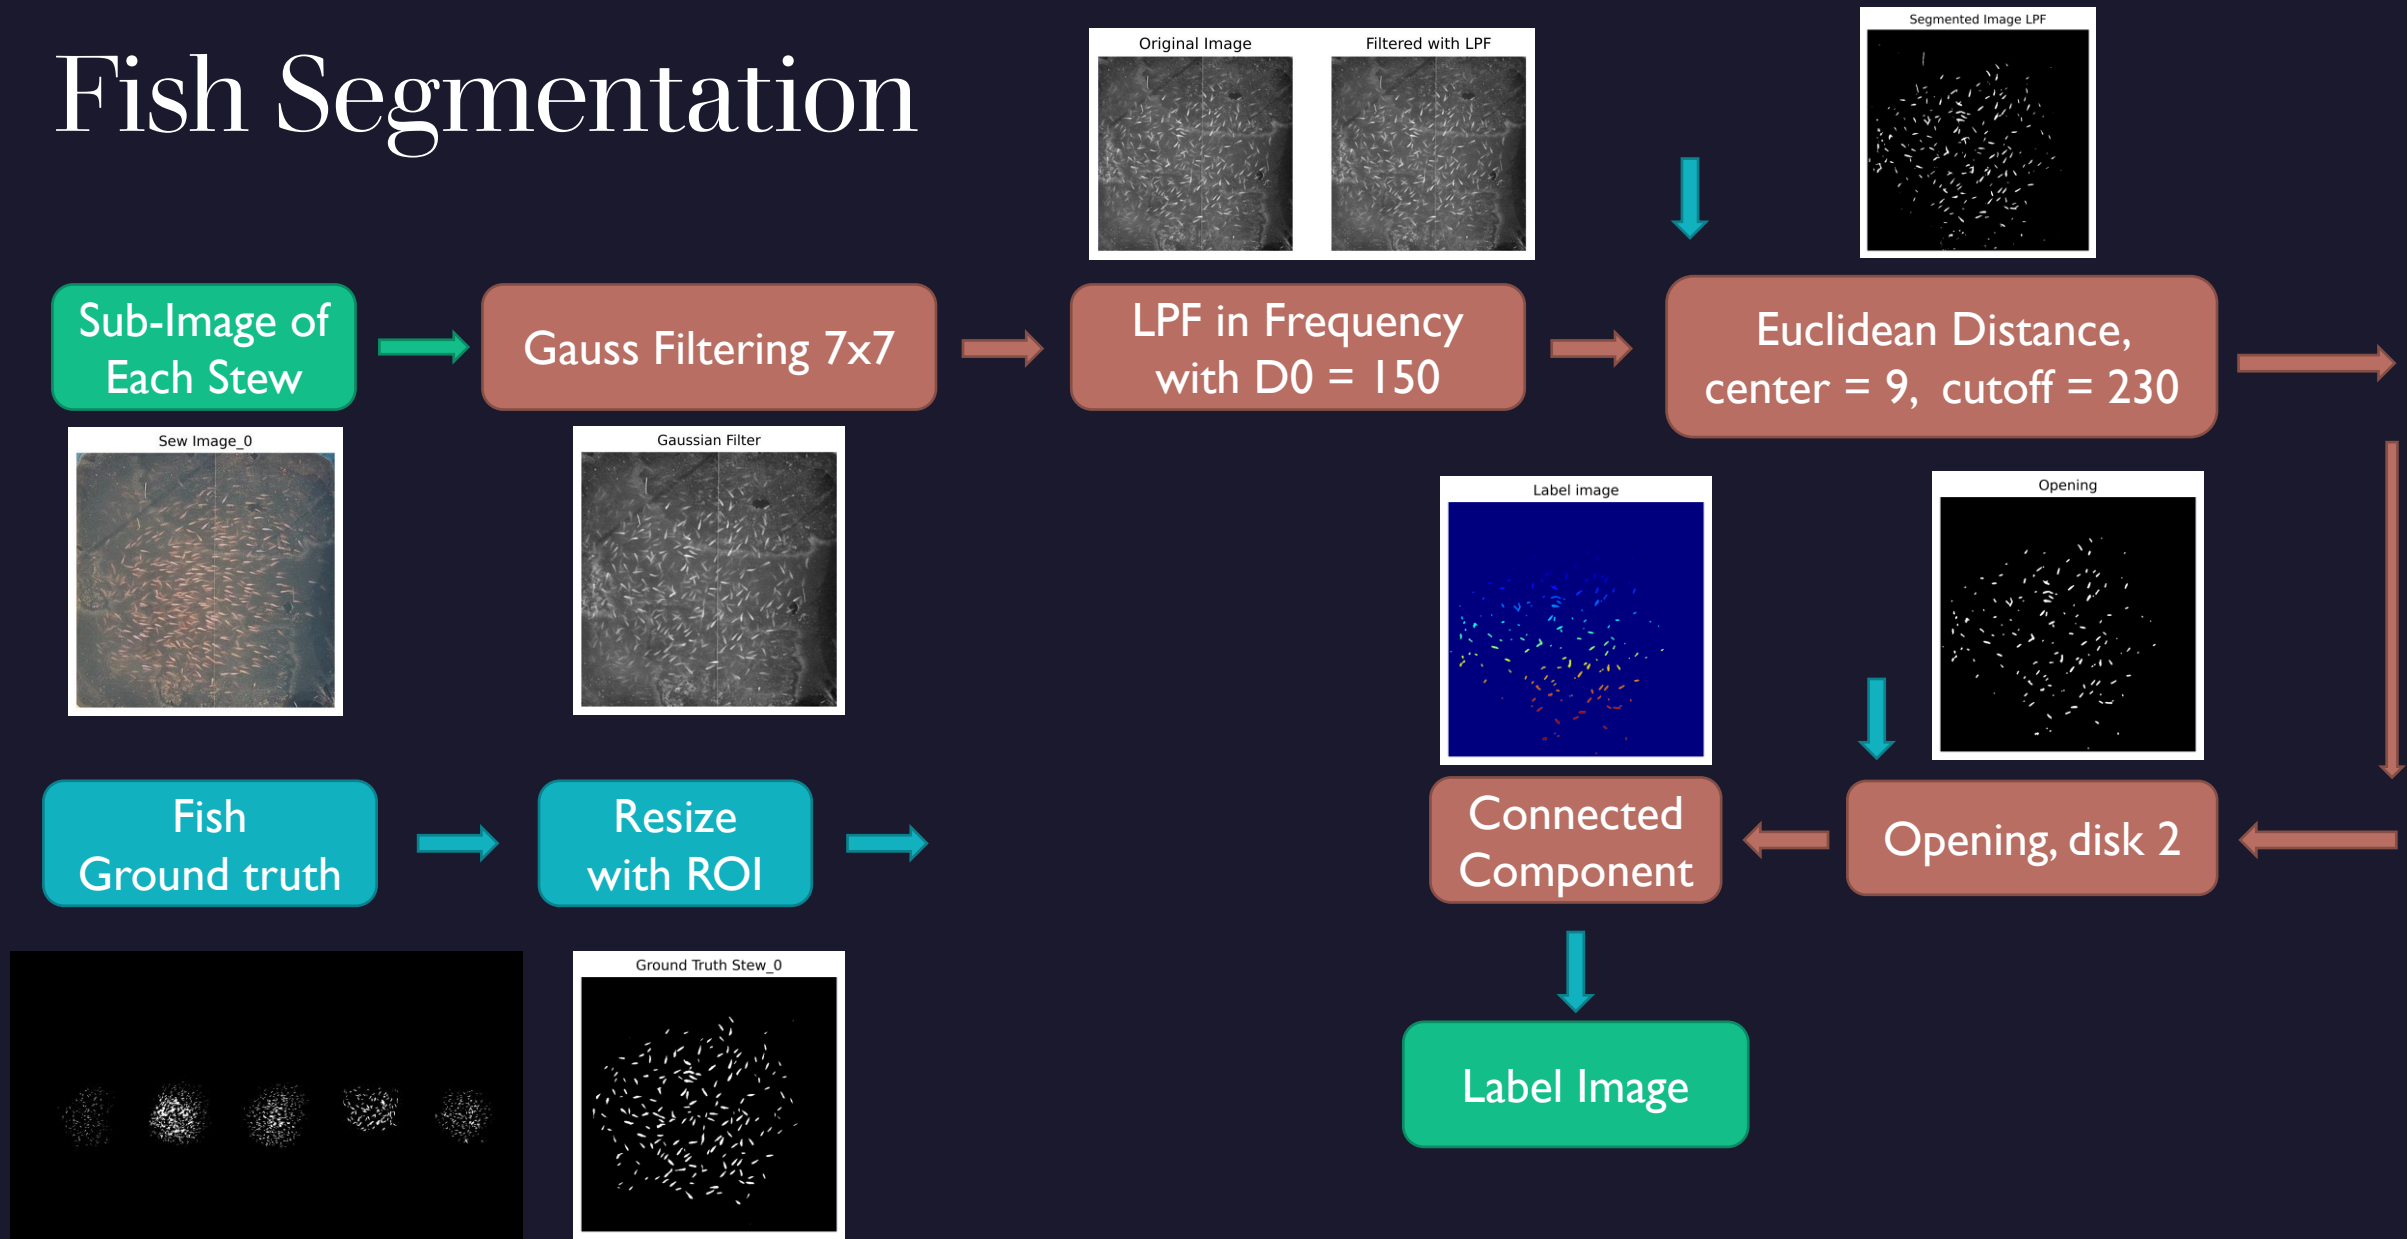 Fish Segmentation
Original Image
Filtered with LPF
Segmented Image LPF
Sub-Image of
Each Stew
Gauss Filtering 7x7
LPF in Frequency
with D0 = 150
Euclidean Distance,
center = 9, cutoff = 230
Sew Image_0
Gaussian Filter
Label image
Opening
Fish
Ground truth
Resize
with ROI
Connected
Component
Opening, disk 2
Ground Truth Stew_0
Label Image